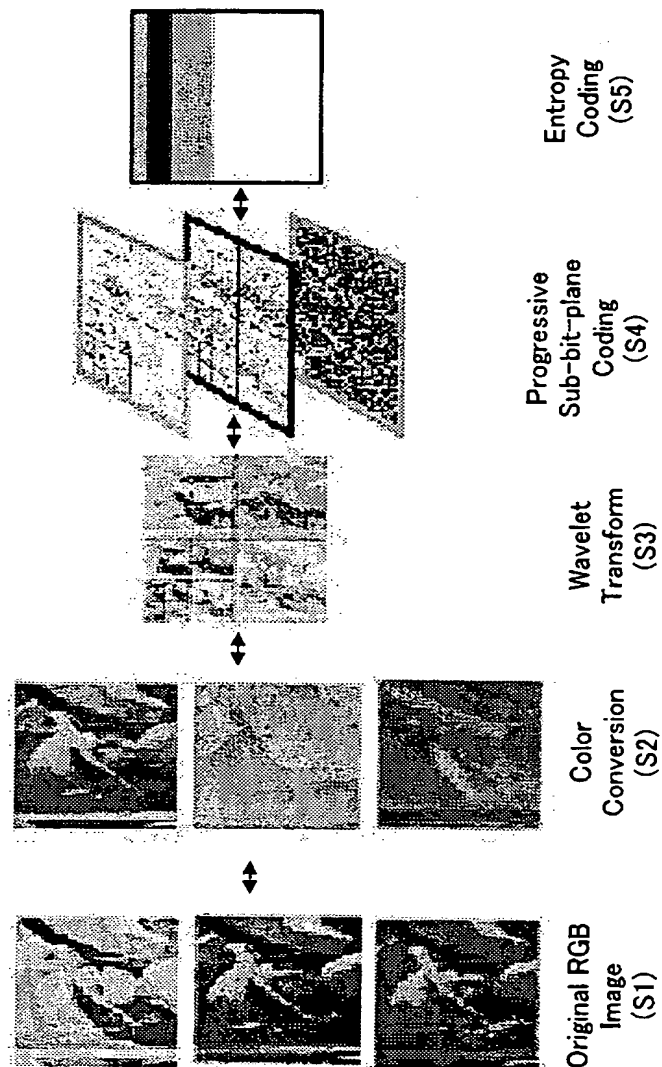 Original RGB
Image
(S1)
Color
Conversion
(S2)
Wavelet
Transform
(S3)
Progressive
Sub-bit-plane
Coding
(S4)
Entropy
Coding
(S5)